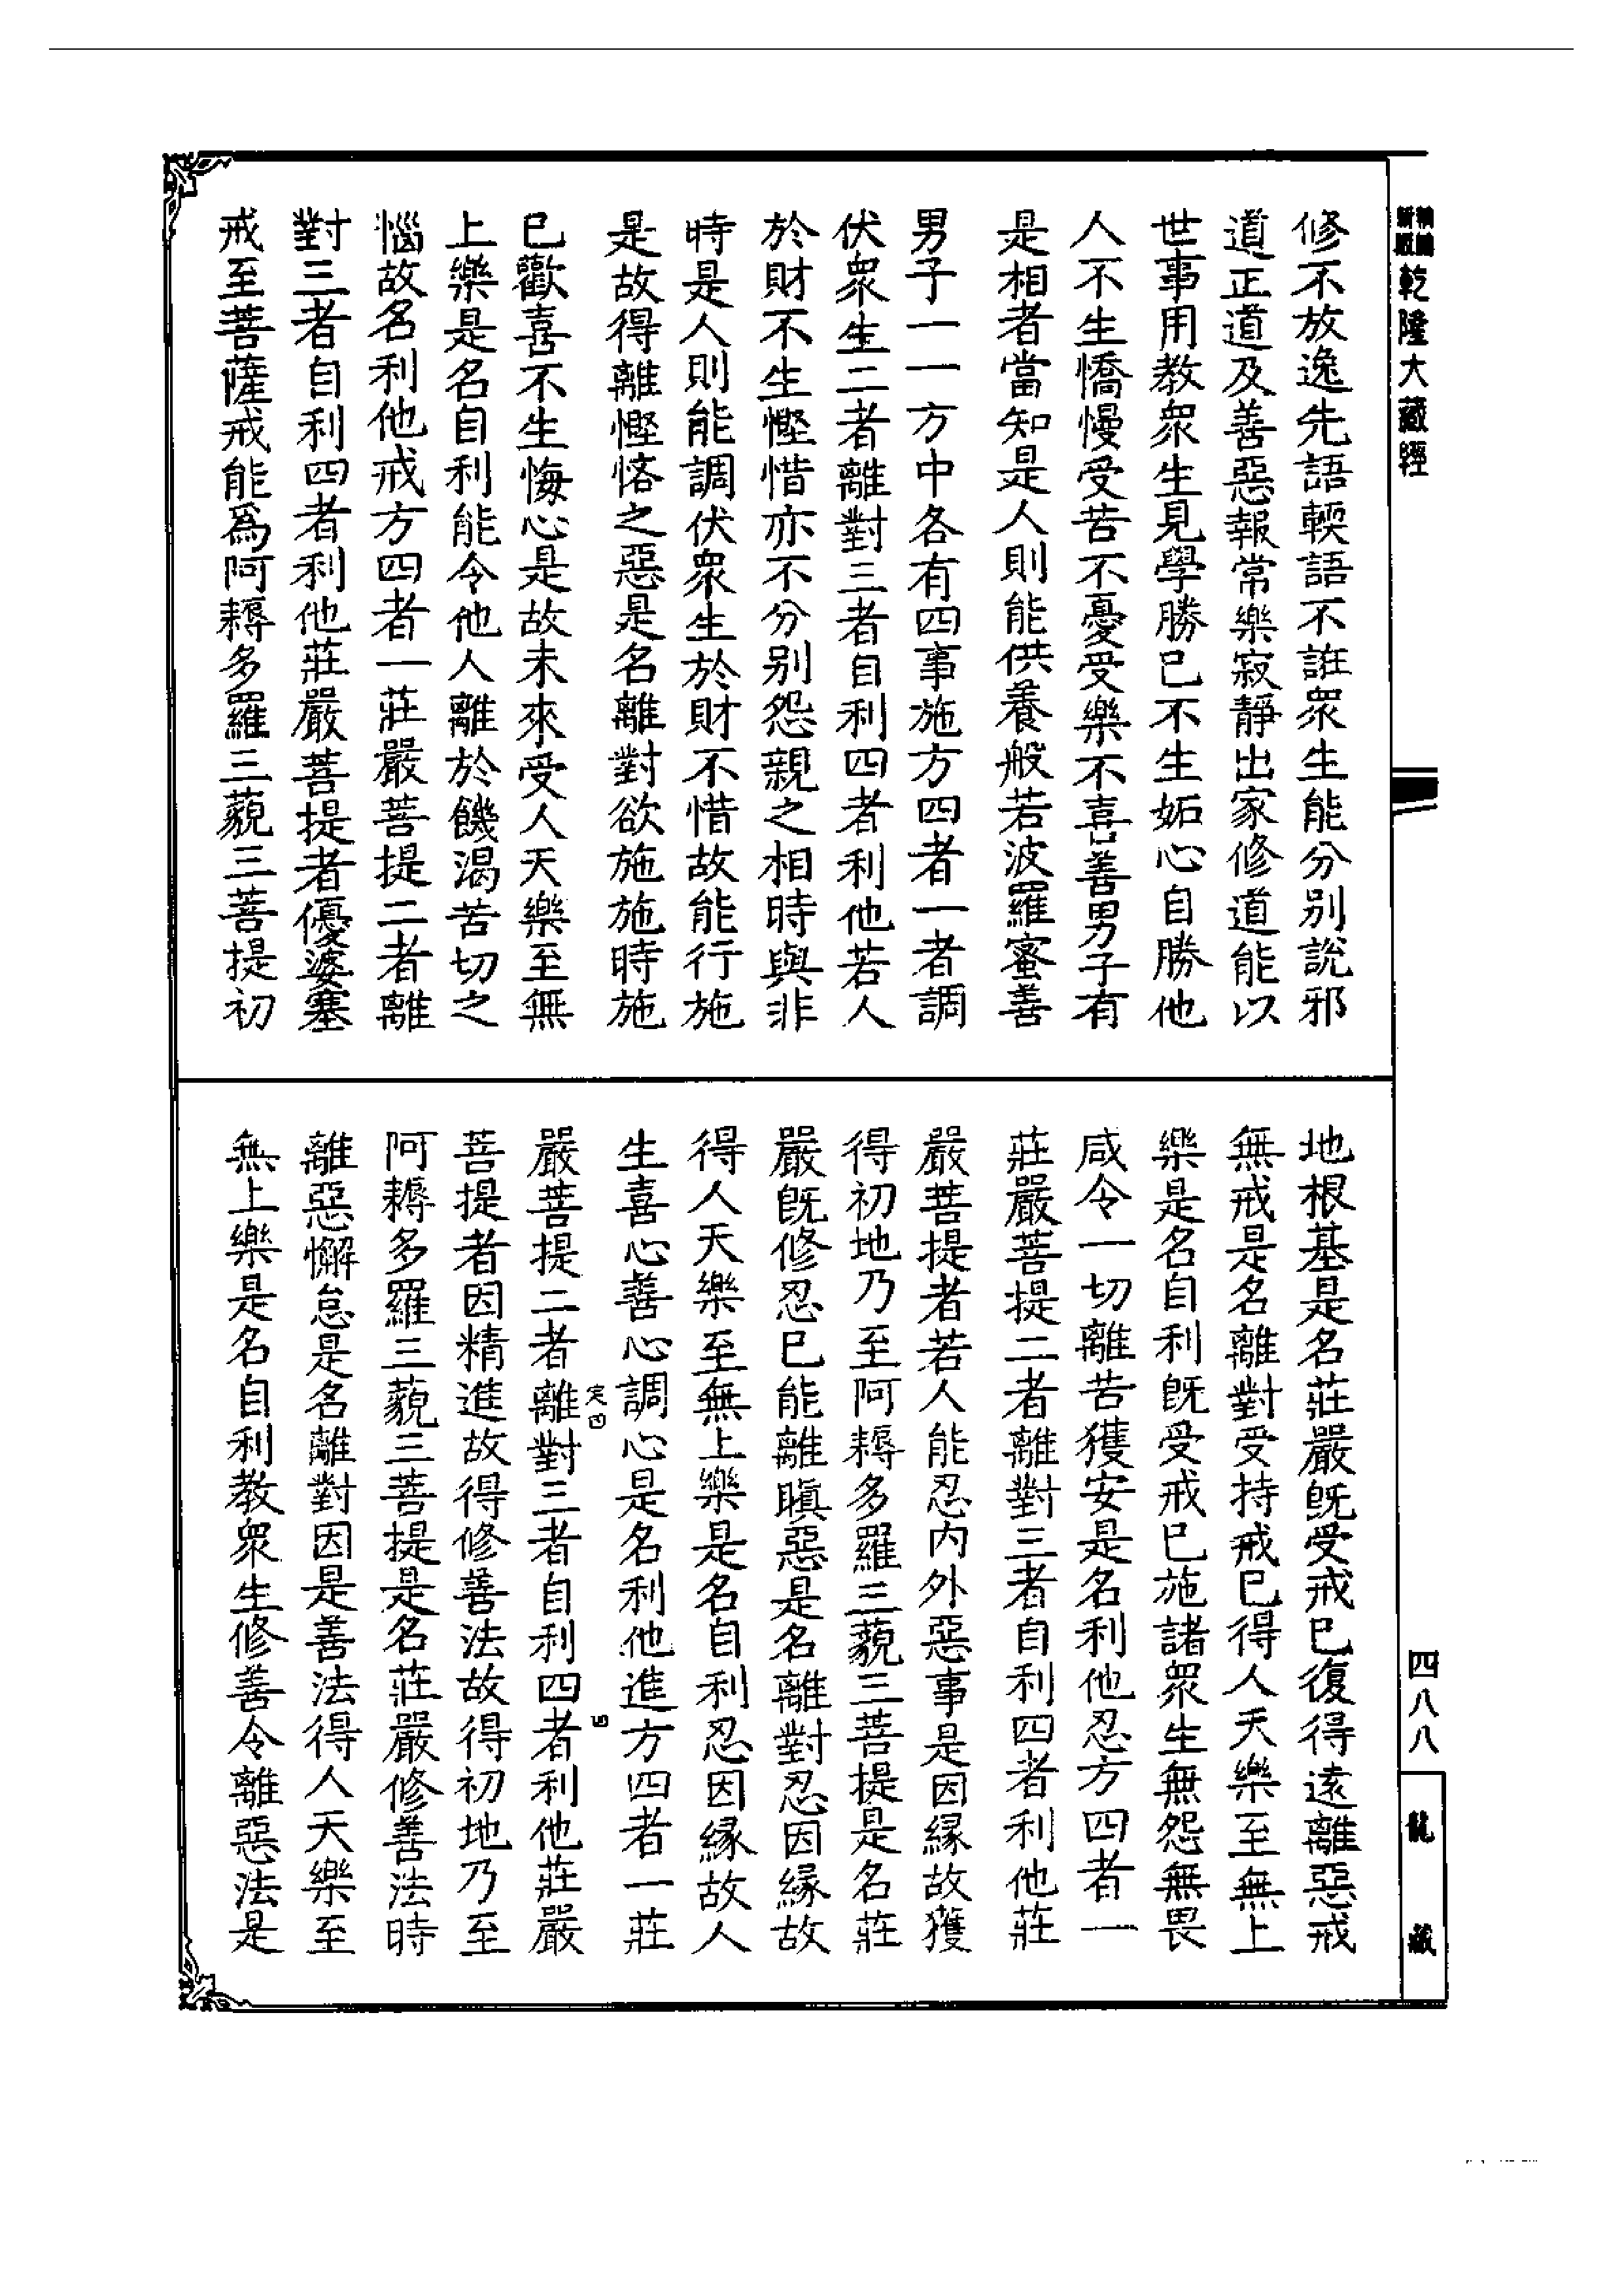 乾隆大藏經
修不放逸先語輭語不誑眾生能分別說邪
道正道及善惡報常樂寂靜出家修道能以
世事用教眾生見學勝已不生妬心自勝他
人不生憍慢受苦不憂受樂不喜善男子有
是相者當知是人則能供養般若波羅蜜善
男子一一方中各有四事施方四者一者調
伏眾生二者離對三者自利四者利他若人
於財不生慳惜亦不分別怨親之相時與非
時是人則能調伏眾生於財不惜故能行施
是故得離慳悋之惡是名離對欲施施時施
已歡喜不生悔心是故未來受人天樂至無
上樂是名自利能令他人離於饑渴苦切之
惱故名利他戒方四者一莊嚴菩提二者離
對三者自利四者利他莊嚴菩提者優婆塞
戒至菩薩戒能爲阿耨多羅三藐三菩提初
地根基是名莊嚴既受戒已復得遠離惡戒
無戒是名離對受持戒已得人天樂至無上
樂是名自利既受戒已施諸眾生無怨無畏
咸令一切離苦獲安是名利他忍方四者一
莊嚴菩提二者離對三者自利四者利他莊
嚴菩提者若人能忍內外惡事是因緣故獲
得初地乃至阿耨多羅三藐三菩提是名莊
嚴既修忍已能離瞋惡是名離對忍因緣故
得人天樂至無上樂是名自利忍因緣故人
生喜心善心調心是名利他進方四者一莊
嚴菩提二者離對三者自利四者利他莊嚴
菩提者因精進故得修善法故得初地乃至
阿耨多羅三藐三菩提是名莊嚴修善法時
離惡懈怠是名離對因是善法得人天樂至
無上樂是名自利教眾生修善令離惡法是
四八八
龍藏